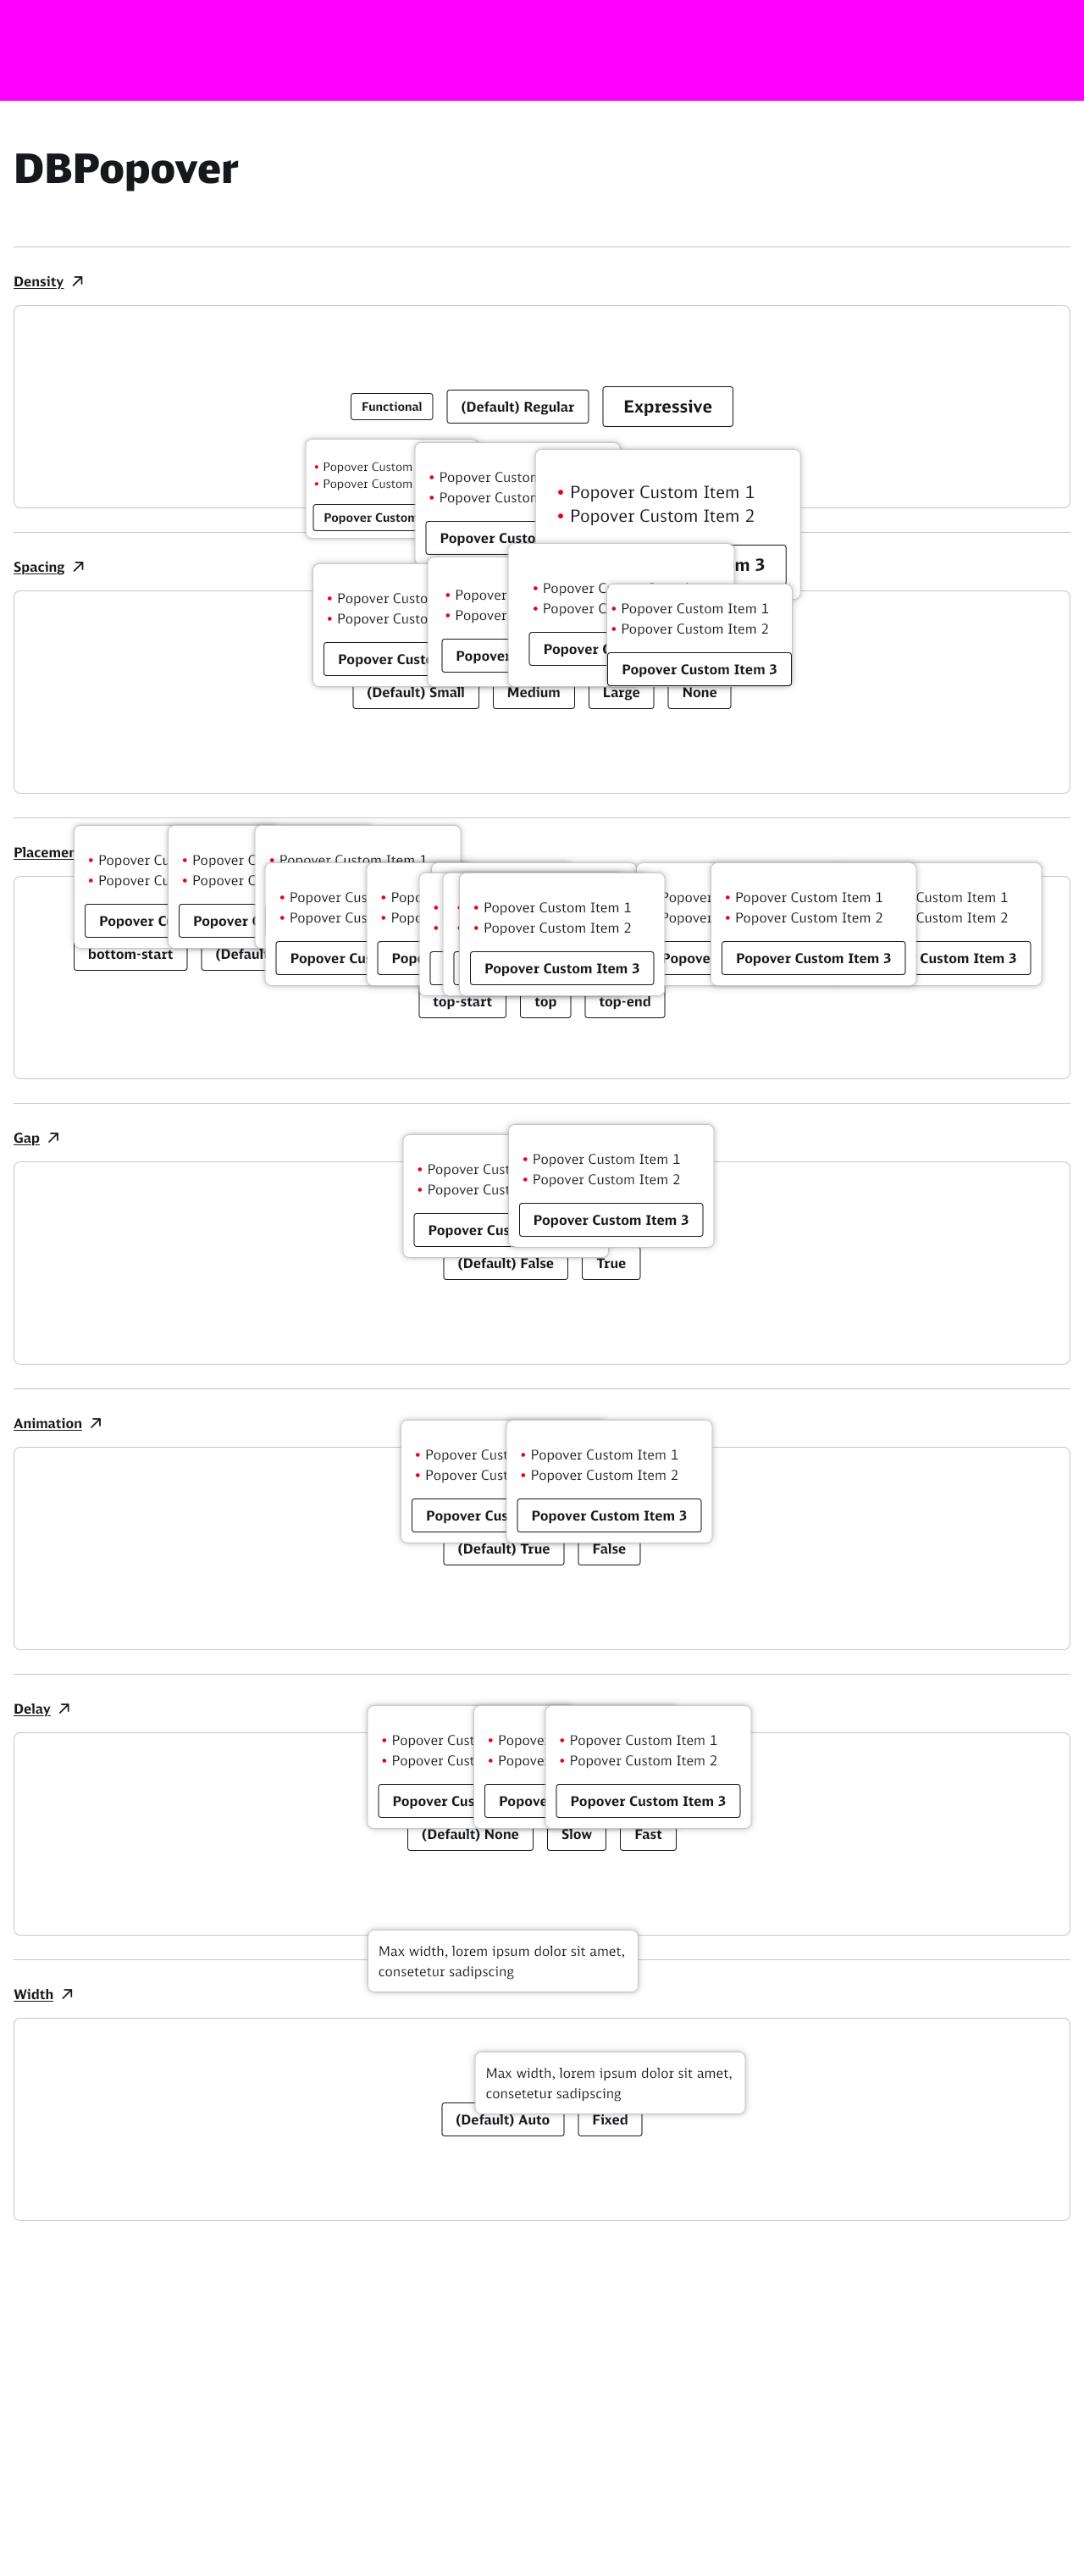 DBPopover
Density
Functional
(Default) Regular
Expressive
• Popover Custom
• Popover Custom
Popover Custom
• Popover Custom
• Popover Custom
Popover Custo
• Popover Custom Item 1
• Popover Custom Item 2
m 3
Spacing
• Popover Custo
• Popover Custo
Popover Cust
• Popover
• Popover
Popover
• Popover C
• Popover C
Popover
• Popover Custom Item 1
• Popover Custom Item 2
Popover Custom Item 3
(Default) Small
Medium
Large
None
Placemen
• Popover Cu
• Popover Cu
Popover C
• Popover C
• Popover C
Popover
• Popover Custom Item 1
• Popover Cus
• Popover Cus
Popover Cu
• Popo
• Popo
Pop
• Popover Custom Item 1
• Popover Custom Item 2
Popover Custom Item 3
Popover
Popover
Popove
• Popover Custom Item 1
• Popover Custom Item 2
Popover Custom Item 3
Custom Item 1
Custom Item 2
Custom Item 3
bottom-start
(Default
top-start
top
top-end
Gap
• Popover Cust
• Popover Cust
Popover Cus
• Popover Custom Item 1
• Popover Custom Item 2
Popover Custom Item 3
(Default) False
True
Animation
• Popover Cust
• Popover Cust
Popover Cus
• Popover Custom Item 1
• Popover Custom Item 2
Popover Custom Item 3
(Default) True
False
Delay
• Popover Cust
• Popover Cust
Popover Cus
• Popove
• Popove
Popove
• Popover Custom Item 1
• Popover Custom Item 2
Popover Custom Item 3
(Default) None
Slow
Fast
Max width, lorem ipsum dolor sit amet,
consetetur sadipscing
Width
Max width, lorem ipsum dolor sit amet,
consetetur sadipscing
(Default) Auto
Fixed